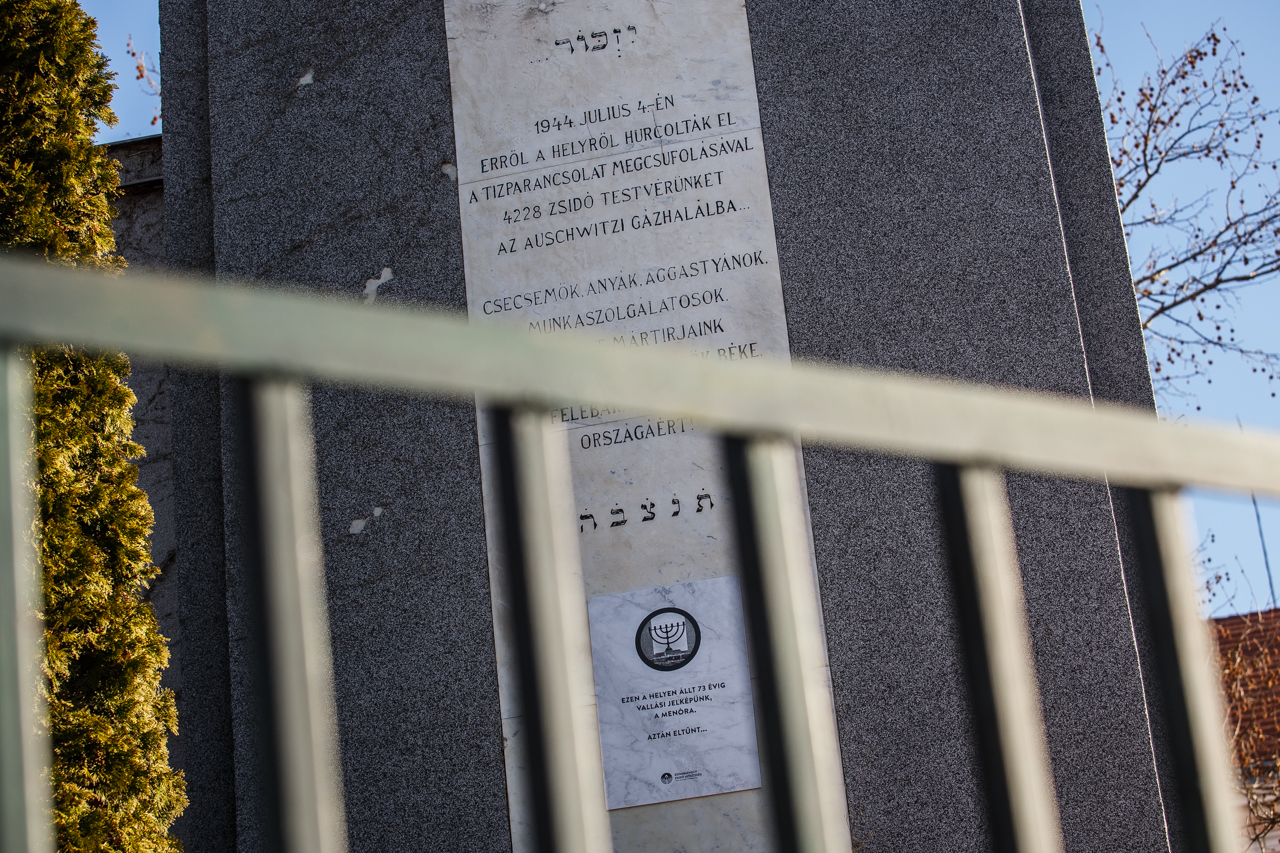 יִזְכּוֹר...
1944. JULIUS 4.-ÉN
ERRŐL A HELYRŐL HURCOLTÁK EL
A TIZPARANCSOLAT MEGCSUFOLÁSÁVAL
4228 ZSIDÓ TESTVÉRÜNKET
AZ AUSCHWITZI GÁZHALÁLBA...
CSECSEMŐK, ANYÁK, AGGASTYÁNOK.
MUNKASZOLGÁLATOSOK.
MÁRTIRJAINK
BÉKE.
ORSZÁGÁÉRT!
ת נ צ ב ה
EZEN A HELYEN ÁLLT 73 ÉVIG
VALLÁSI JELKÉPÜNK,
A MENÓRA.
AZTÁN ELTŰNT...